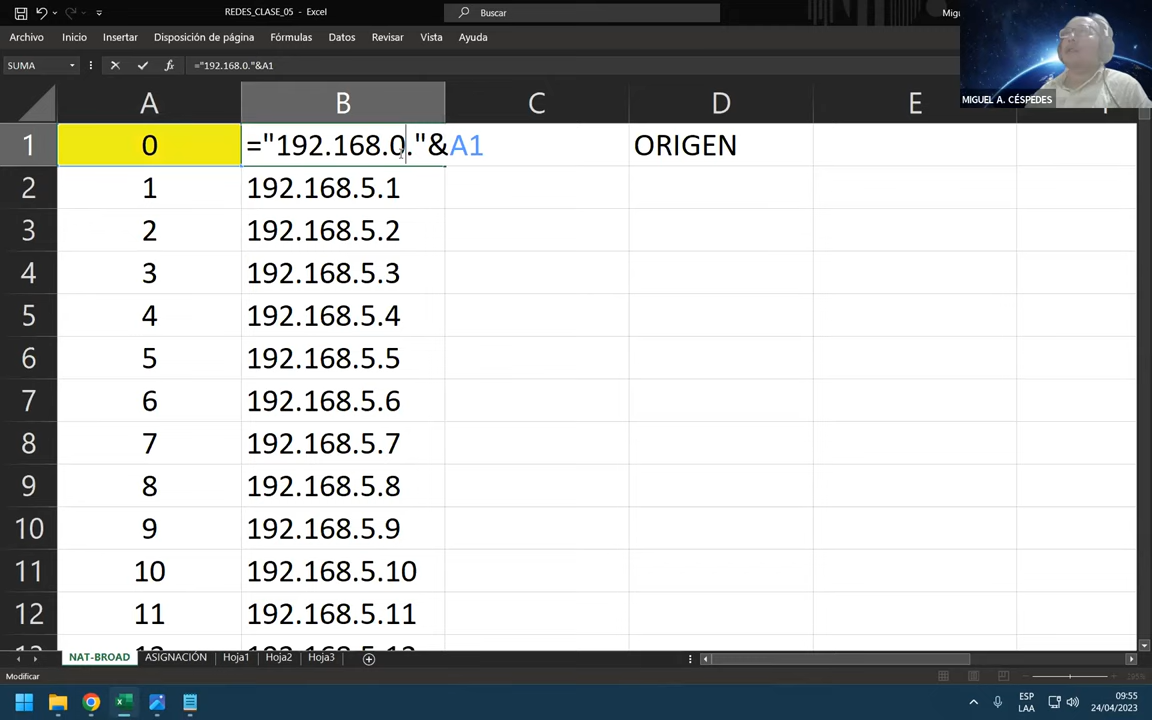 REDES_CLASE_05 - Excel
Buscar
Migu
Archivo Inicio Insertar Disposición de página Fórmulas Datos Revisar Vista Ayuda
SUMA
fx
="192.168.0."&A1
MIGUEL A. CÉSPEDES
A B C D E
1 0 ="192.168.0."&A1 ORIGEN
2 1 192.168.5.1
3 2 192.168.5.2
4 3 192.168.5.3
5 4 192.168.5.4
6 5 192.168.5.5
7 6 192.168.5.6
8 7 192.168.5.7
9 8 192.168.5.8
10 9 192.168.5.9
11 10 192.168.5.10
12 11 192.168.5.11
NAT-BROAD ASIGNACIÓN Hoja1 Hoja2 Hoja3
Modificar
ESP
LAA
09:55
24/04/2023